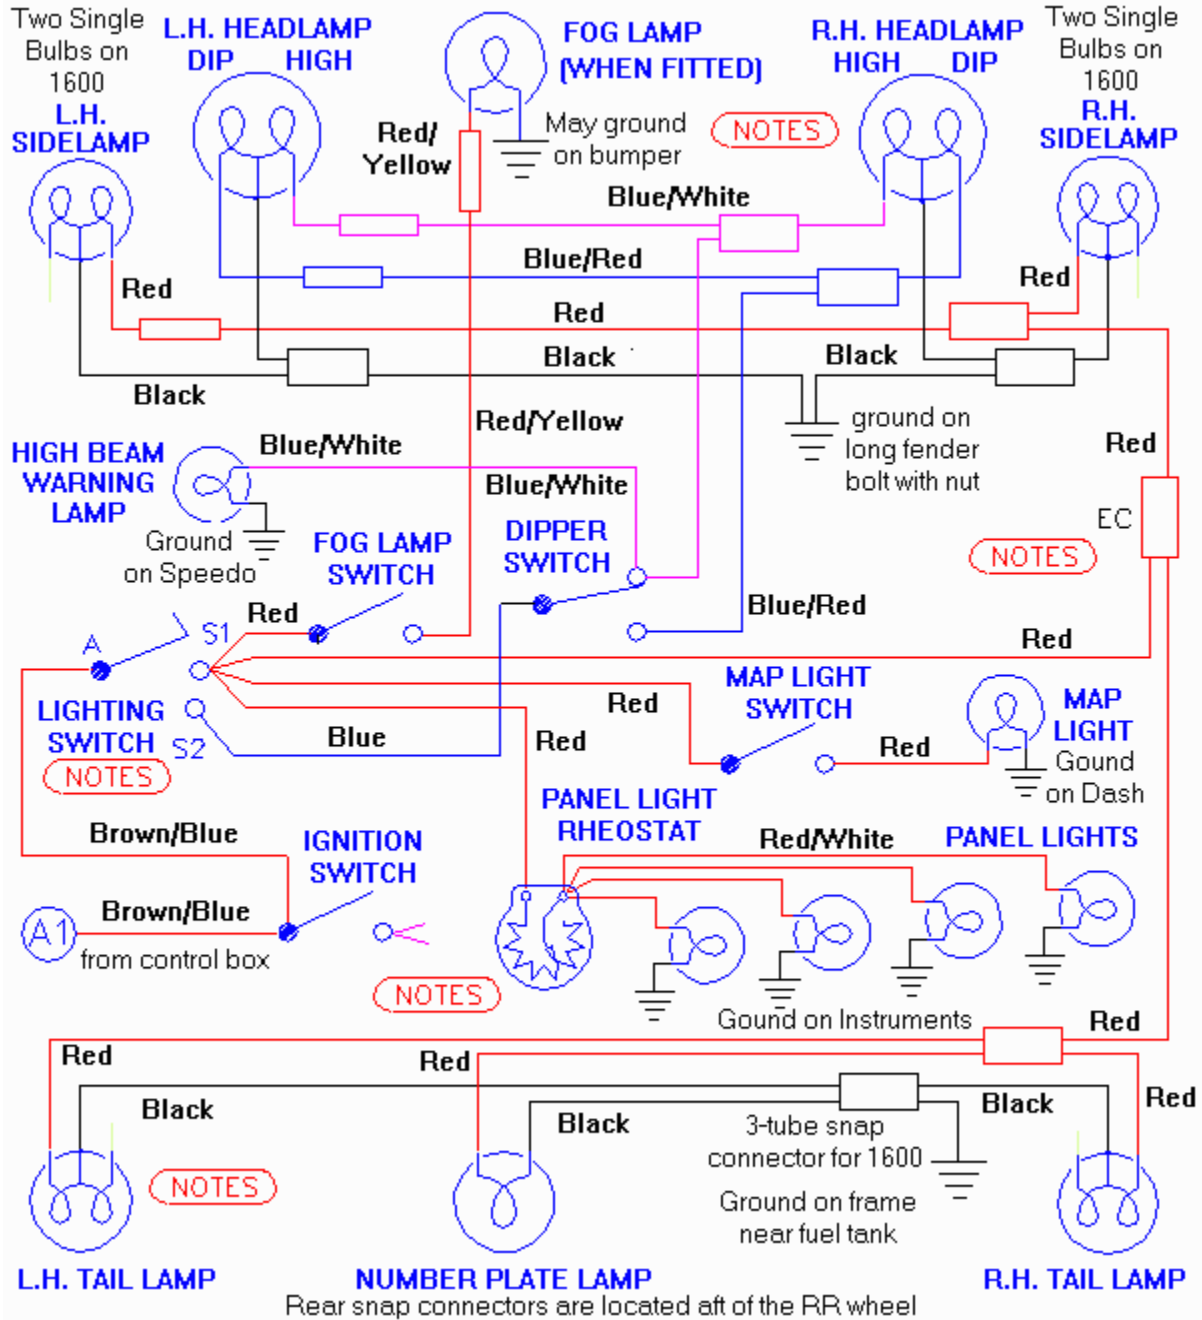 Two Single
Bulbs on
1600
L.H.
SIDELAMP
L.H. HEADLAMP
DIP HIGH
FOG LAMP
(WHEN FITTED)
R.H. HEADLAMP
HIGH DIP
Two Single
Bulbs on
1600
R.H.
SIDELAMP
Red/
Yellow
May ground
on bumper
NOTES
Blue/White
Blue/Red
Red
Red
Red
Black
Black
Black
Red/Yellow
ground on
long fender
bolt with nut
Red
EC
NOTES
HIGH BEAM
WARNING
LAMP
Blue/White
Blue/White
Ground
on Speedo
FOG LAMP
SWITCH
DIPPER
SWITCH
Blue/Red
Red
A
S1
Red
LIGHTING
SWITCH
S2
NOTES
Blue
Red
Red
MAP LIGHT
SWITCH
Red
MAP
LIGHT
Gound
on Dash
Brown/Blue
IGNITION
SWITCH
PANEL LIGHT
RHEOSTAT
Red/White
PANEL LIGHTS
A1
Brown/Blue
from control box
NOTES
Gound on Instruments
Red
Red
Red
Red
Black
Black
Black
3-tube snap
connector for 1600
Ground on frame
near fuel tank
NOTES
L.H. TAIL LAMP
NUMBER PLATE LAMP
R.H. TAIL LAMP
Rear snap connectors are located aft of the RR wheel